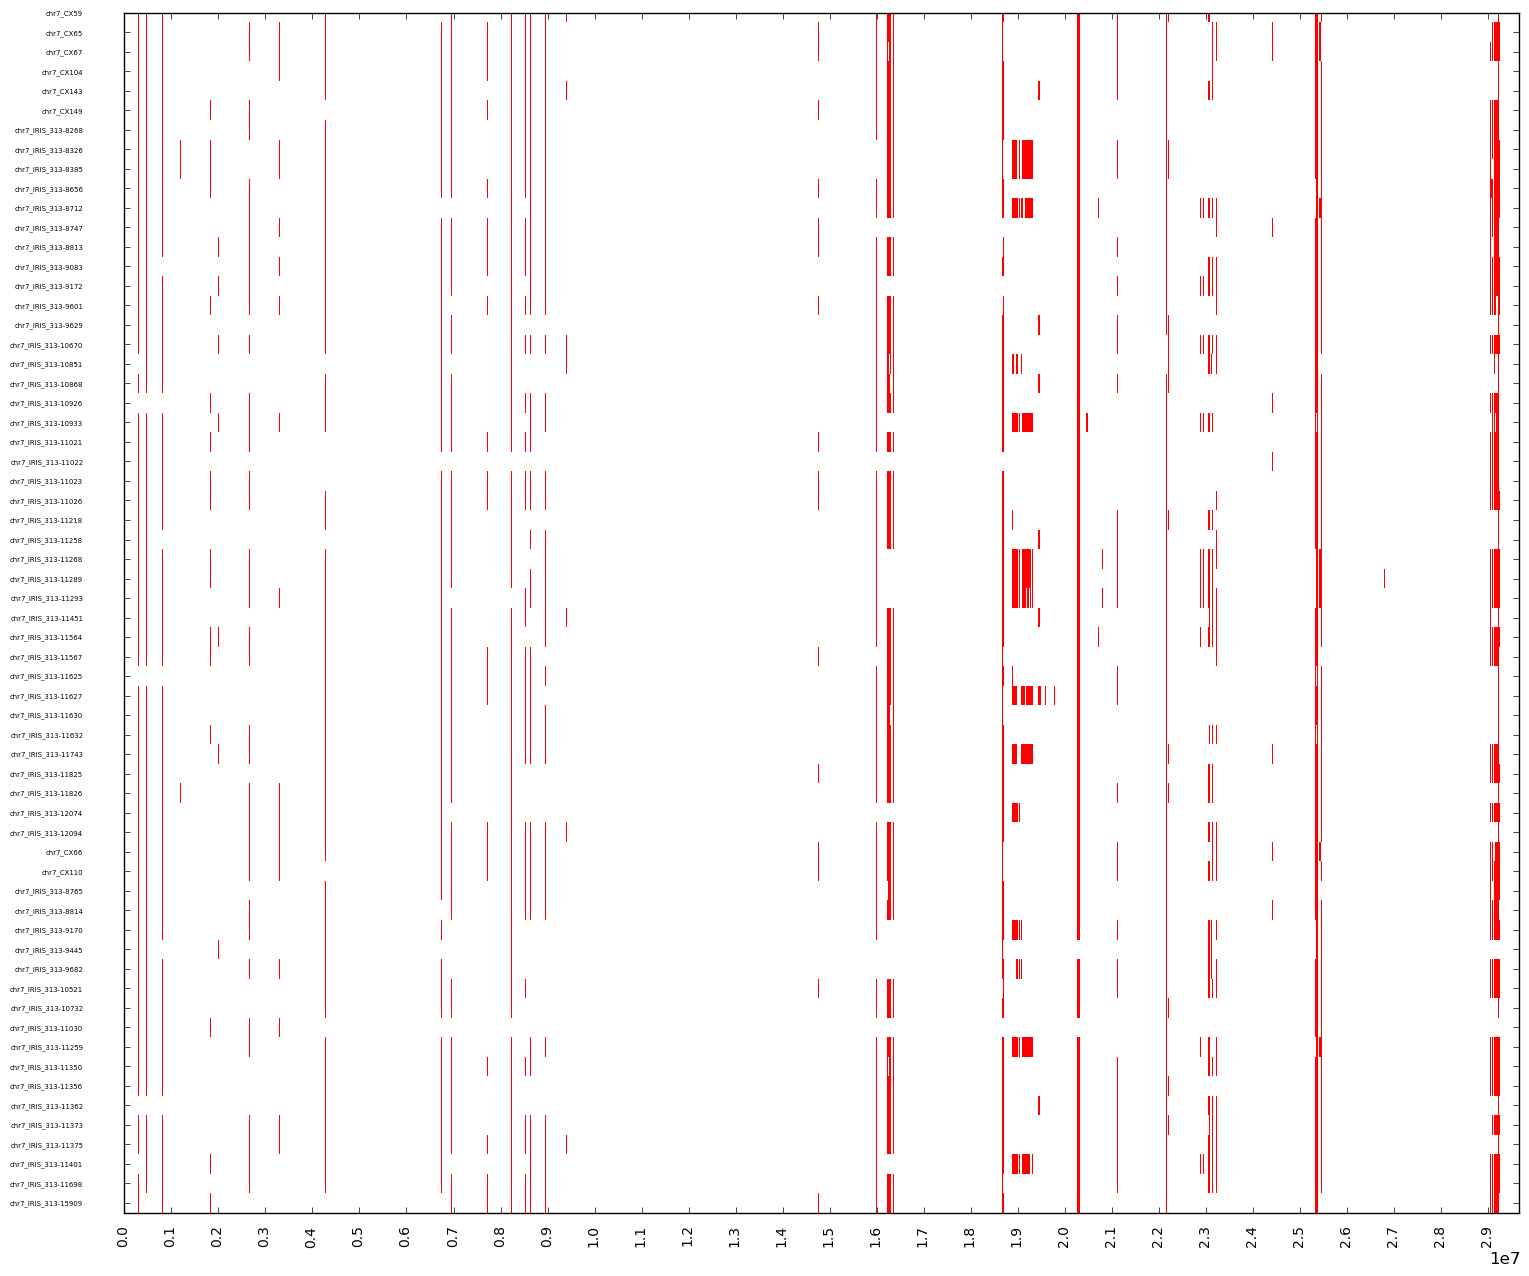 chr7_CX59
chr7_CX65
chr7_CX67
chr7_CX104
chr7_CX143
chr7_CX149
chr7_IRIS_313-8268
chr7_IRIS_313-8326
chr7_IRIS_313-8385
chr7_IRIS_313-8656
chr7_IRIS_313-8712
chr7_IRIS_313-8747
chr7_IRIS_313-8813
chr7_IRIS_313-9083
chr7_IRIS_313-9172
chr7_IRIS_313-9601
chr7_IRIS_313-9629
chr7_IRIS_313-10670
chr7_IRIS_313-10851
chr7_IRIS_313-10868
chr7_IRIS_313-10926
chr7_IRIS_313-10933
chr7_IRIS_313-11021
chr7_IRIS_313-11022
chr7_IRIS_313-11023
chr7_IRIS_313-11026
chr7_IRIS_313-11218
chr7_IRIS_313-11258
chr7_IRIS_313-11268
chr7_IRIS_313-11289
chr7_IRIS_313-11293
chr7_IRIS_313-11451
chr7_IRIS_313-11564
chr7_IRIS_313-11567
chr7_IRIS_313-11625
chr7_IRIS_313-11627
chr7_IRIS_313-11630
chr7_IRIS_313-11632
chr7_IRIS_313-11743
chr7_IRIS_313-11825
chr7_IRIS_313-11826
chr7_IRIS_313-12074
chr7_IRIS_313-12094
chr7_CX66
chr7_CX110
chr7_IRIS_313-8765
chr7_IRIS_313-8814
chr7_IRIS_313-9170
chr7_IRIS_313-9445
chr7_IRIS_313-9682
chr7_IRIS_313-10521
chr7_IRIS_313-10732
chr7_IRIS_313-11030
chr7_IRIS_313-11259
chr7_IRIS_313-11350
chr7_IRIS_313-11356
chr7_IRIS_313-11362
chr7_IRIS_313-11373
chr7_IRIS_313-11375
chr7_IRIS_313-11401
chr7_IRIS_313-11698
chr7_IRIS_313-15909
0.0 0.1 0.2 0.3 0.4 0.5 0.6 0.7 0.8 0.9 1.0 1.1 1.2 1.3 1.4 1.5 1.6 1.7 1.8 1.9 2.0 2.1 2.2 2.3 2.4 2.5 2.6 2.7 2.8 2.9
1e7